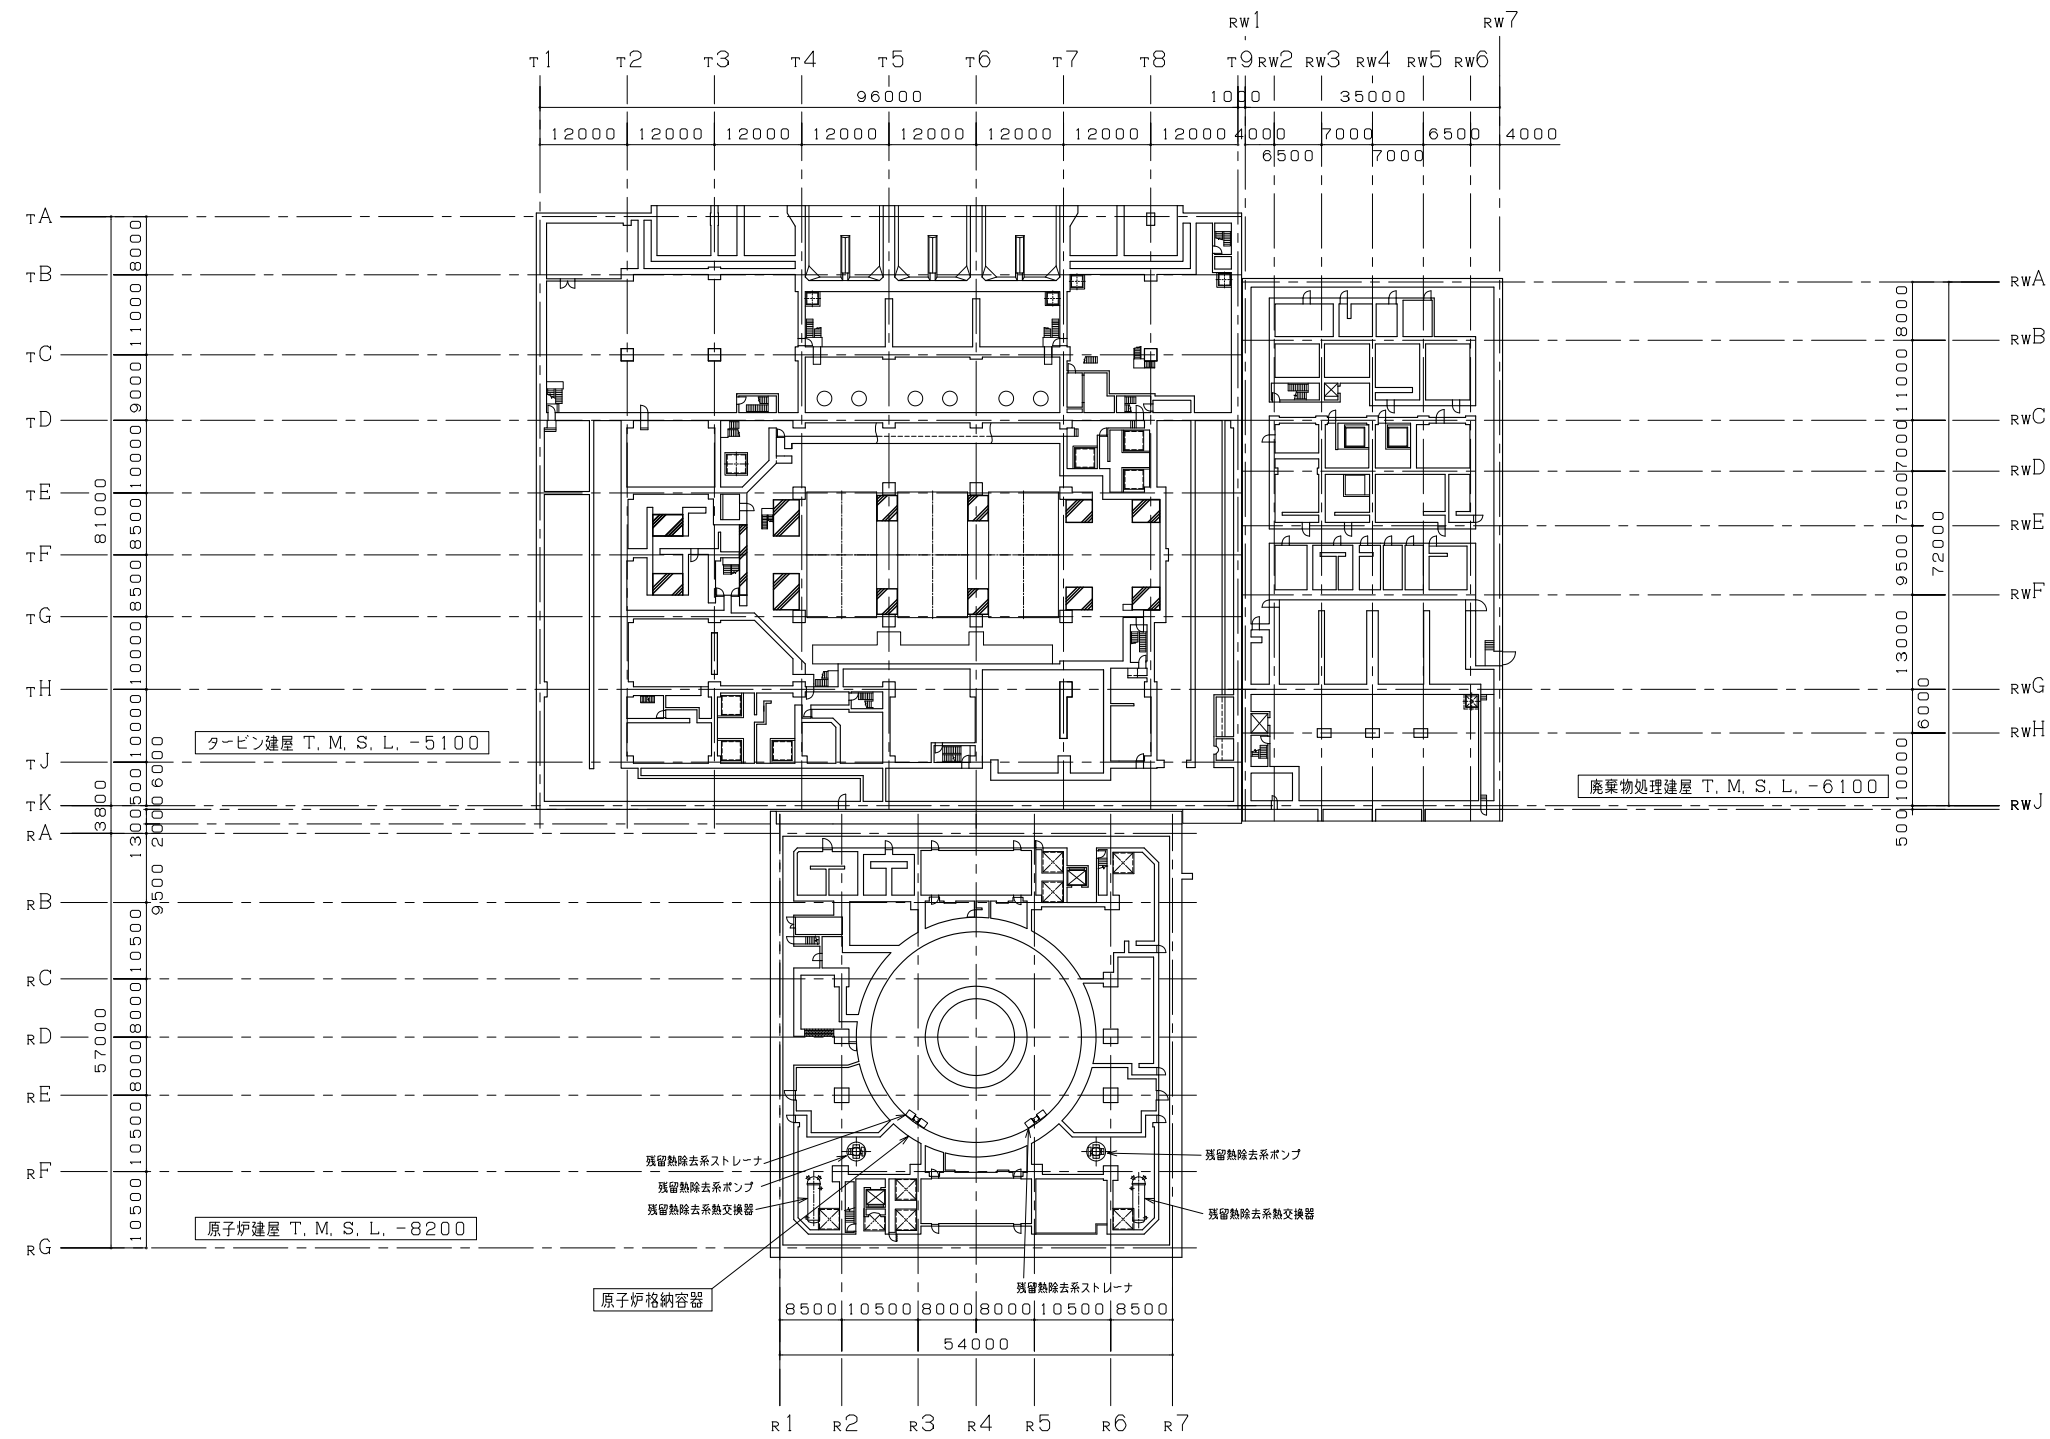 RW1 RW7
T1 T2 T3 T4 T5 T6 T7 T8 T9 RW2 RW3 RW4 RW5 RW6
96000 1000 35000
12000 12000 12000 12000 12000 12000 12000 12000 4000 7000 6500 4000
6500 7000
TA
8000
TB
11000
TC
9000
TD
10000
TE
8500
TF
8500
TG
10000
TH
10000
TJ
6000
TK
500
2000
1300
RA
9500
RB
10500
RC
8000
RD
8000
RE
10500
RF
10500
RG
81000
3800
57000
RWA
8000
RWB
11000
RWC
7000
RWD
7500
RWE
9500
RWF
13000
RWG
6000
RWH
10000
RWJ
500
72000
タービン建屋 T.M.S.L.-5100
廃棄物処理建屋 T.M.S.L.-6100
残留熱除去系ストレーナ
残留熱除去系ポンプ
残留熱除去系ポンプ
残留熱除去系熱交換器
残留熱除去系熱交換器
原子炉建屋 T.M.S.L.-8200
残留熱除去系ストレーナ
原子炉格納容器
8500 10500 8000 8000 10500 8500
54000
R1 R2 R3 R4 R5 R6 R7